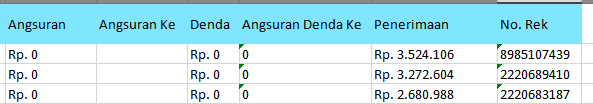 Angsuran Angsuran Ke Denda Angsuran Denda Ke Penerimaan No. Rek
Rp. 0 Rp. 0 0 Rp. 3.524.106 8985107439
Rp. 0 Rp. 0 0 Rp. 3.272.604 2220689410
Rp. 0 Rp. 0 0 Rp. 2.680.988 2220683187